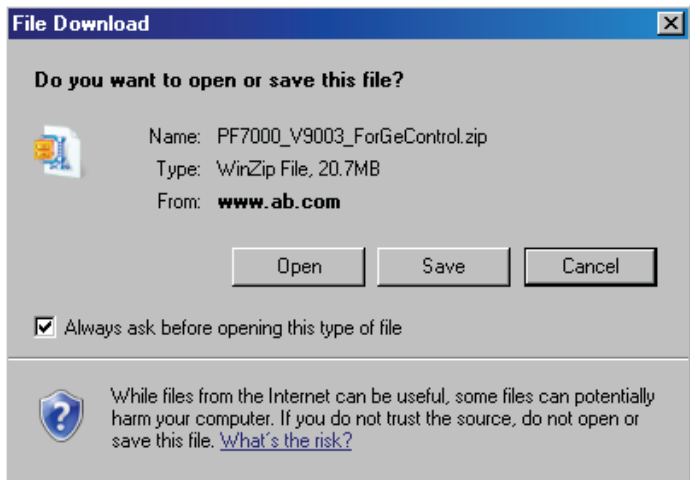 File Download
Do you want to open or save this file?
Name: PF7000_V9003_ForGeControl.zip
Type: WinZip File, 20.7MB
From: www.ab.com
Open Save Cancel
Always ask before opening this type of file
While files from the Internet can be useful, some files can potentially
harm your computer. If you do not trust the source, do not open or
save this file. What's the risk?